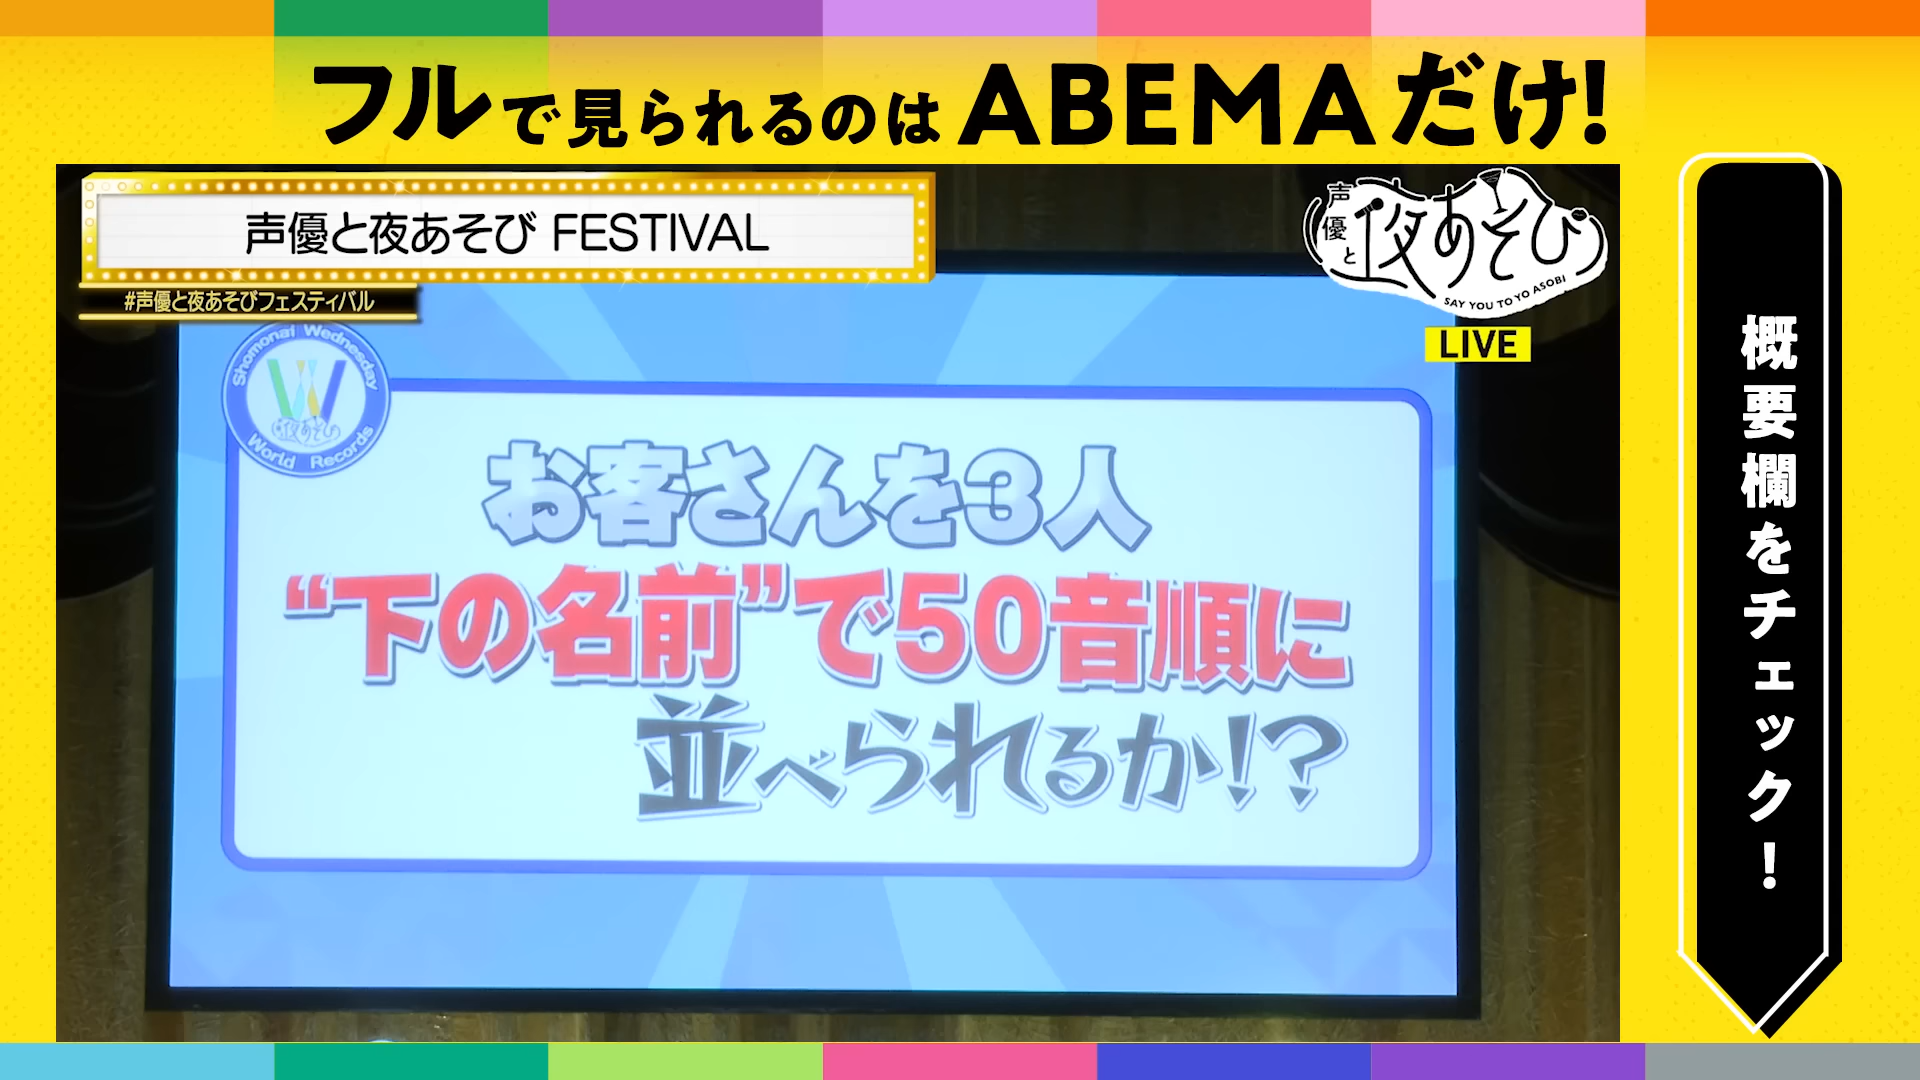 フルで見られるのはABEMAだけ!
声優と夜あそび FESTIVAL
#声優と夜あそびフェスティバル
声優と夜あそび
SAY YOU TO YO ASOBI
LIVE
Shomonai Wednesday
W
夜あそび
World Records
お客さんを3人
“下の名前”で50音順に
並べられるか!?
概要欄をチェック!